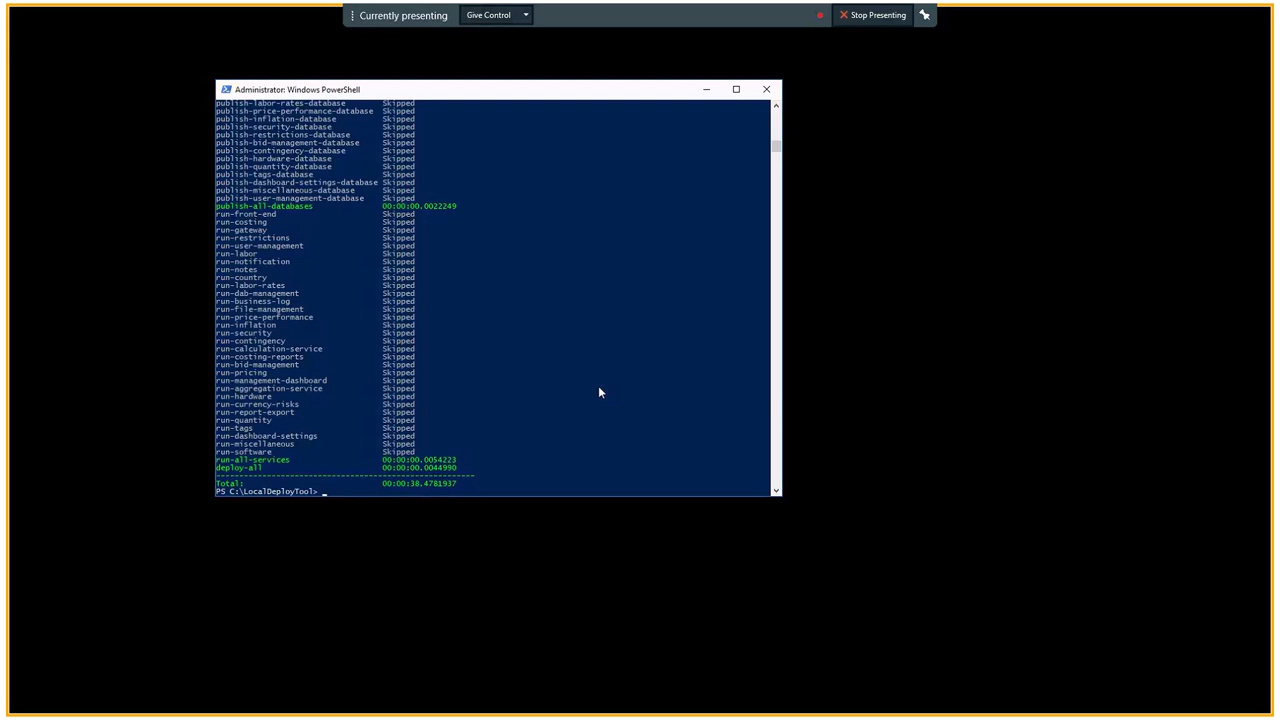 Currently presenting
Give Control
Stop Presenting
Administrator: Windows PowerShell
publish-labor-rates-database Skipped
publish-price-performance-database Skipped
publish-inflation-database Skipped
publish-security-database Skipped
publish-restrictions-database Skipped
publish-bid-management-database Skipped
publish-contingency-database Skipped
publish-hardware-database Skipped
publish-quantity-database Skipped
publish-tags-database Skipped
publish-dashboard-settings-database Skipped
publish-miscellaneous-database Skipped
publish-user-management-database Skipped
publish-all-databases 00:00:00.0022249
run-front-end Skipped
run-costing Skipped
run-gateway Skipped
run-restrictions Skipped
run-user-management Skipped
run-labor Skipped
run-notification Skipped
run-notes Skipped
run-country Skipped
run-labor-rates Skipped
run-dab-management Skipped
run-business-log Skipped
run-file-management Skipped
run-price-performance Skipped
run-inflation Skipped
run-security Skipped
run-contingency Skipped
run-calculation-service Skipped
run-costing-reports Skipped
run-bid-management Skipped
run-pricing Skipped
run-management-dashboard Skipped
run-aggregation-service Skipped
run-hardware Skipped
run-currency-risks Skipped
run-report-export Skipped
run-quantity Skipped
run-tags Skipped
run-dashboard-settings Skipped
run-miscellaneous Skipped
run-software Skipped
run-all-services 00:00:00.0054223
deploy-all 00:00:00.0044990
--------------------------------------------------------
Total: 00:00:38.4781937
PS C:\LocalDeployTool> _